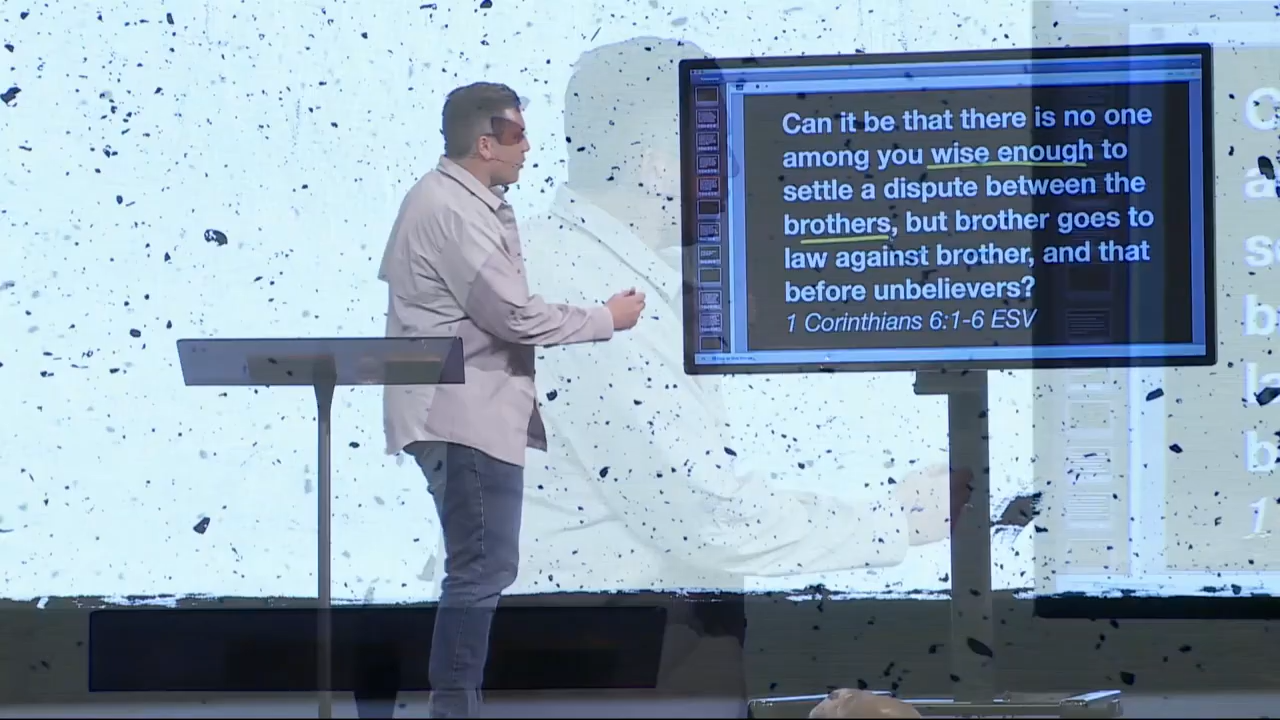 Can it be that there is no one
among you wise enough to
settle a dispute between the
brothers, but brother goes to
law against brother, and that
before unbelievers?
1 Corinthians 6:1-6 ESV